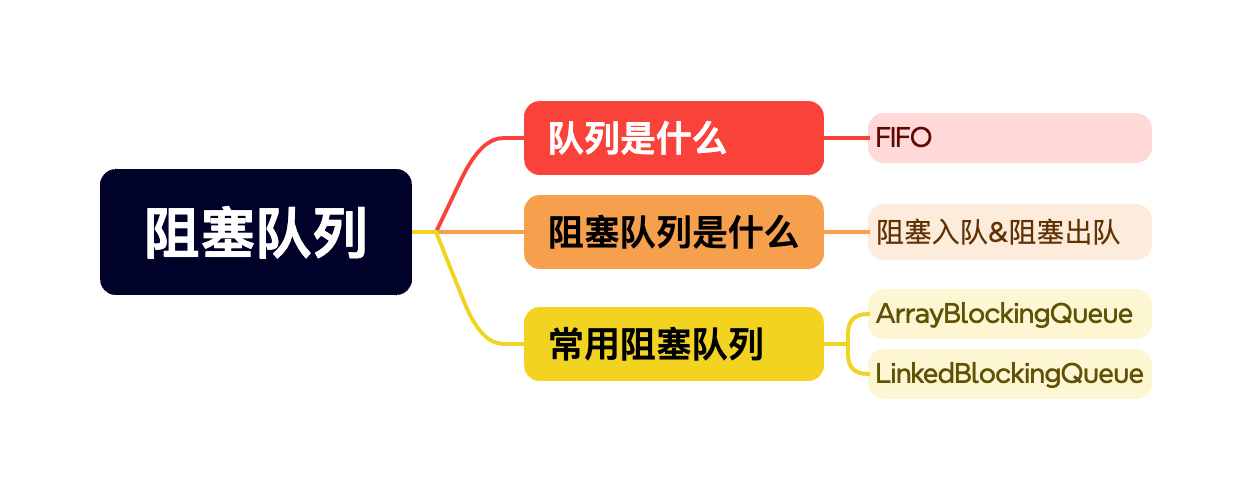 阻塞队列
队列是什么
FIFO
阻塞队列是什么
阻塞入队&阻塞出队
常用阻塞队列
ArrayBlockingQueue
LinkedBlockingQueue